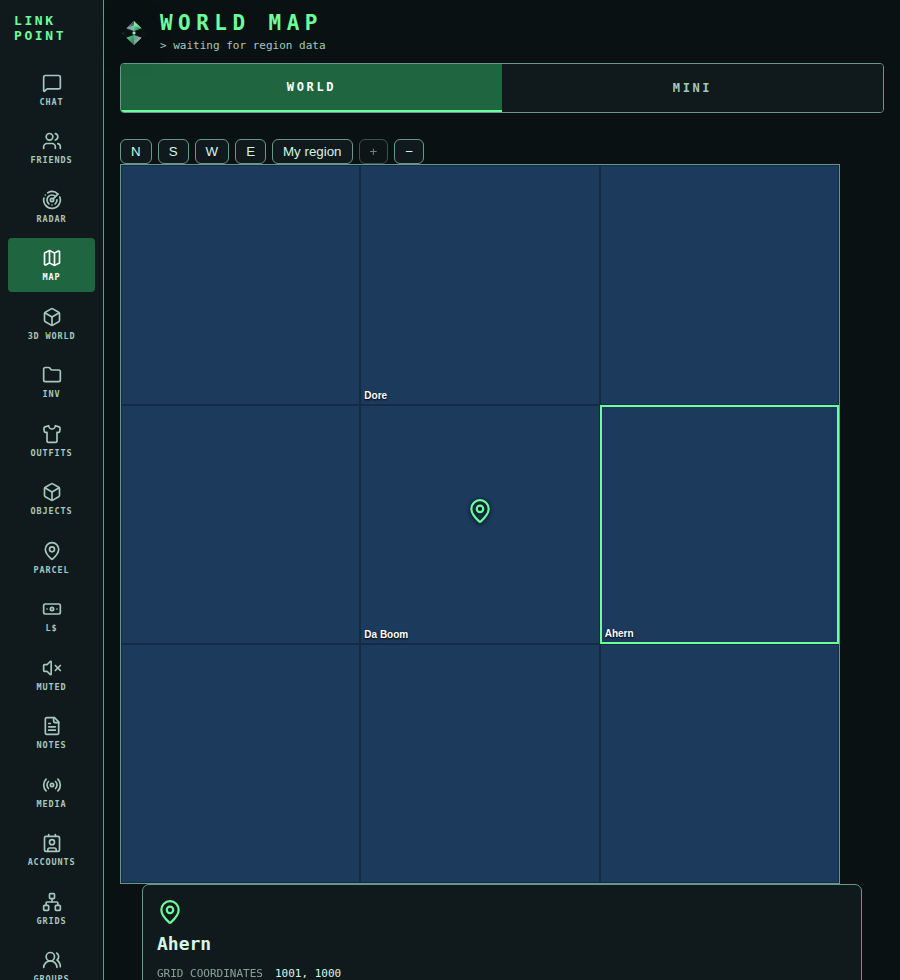 LINK
POINT
WORLD MAP
> waiting for region data
WORLD
MINI
N
S
W
E
My region
+
−
CHAT
FRIENDS
RADAR
MAP
3D WORLD
INV
OUTFITS
OBJECTS
PARCEL
L$
MUTED
NOTES
MEDIA
ACCOUNTS
GRIDS
GROUPS
Dore
Da Boom
Ahern
Ahern
GRID COORDINATES 1001, 1000